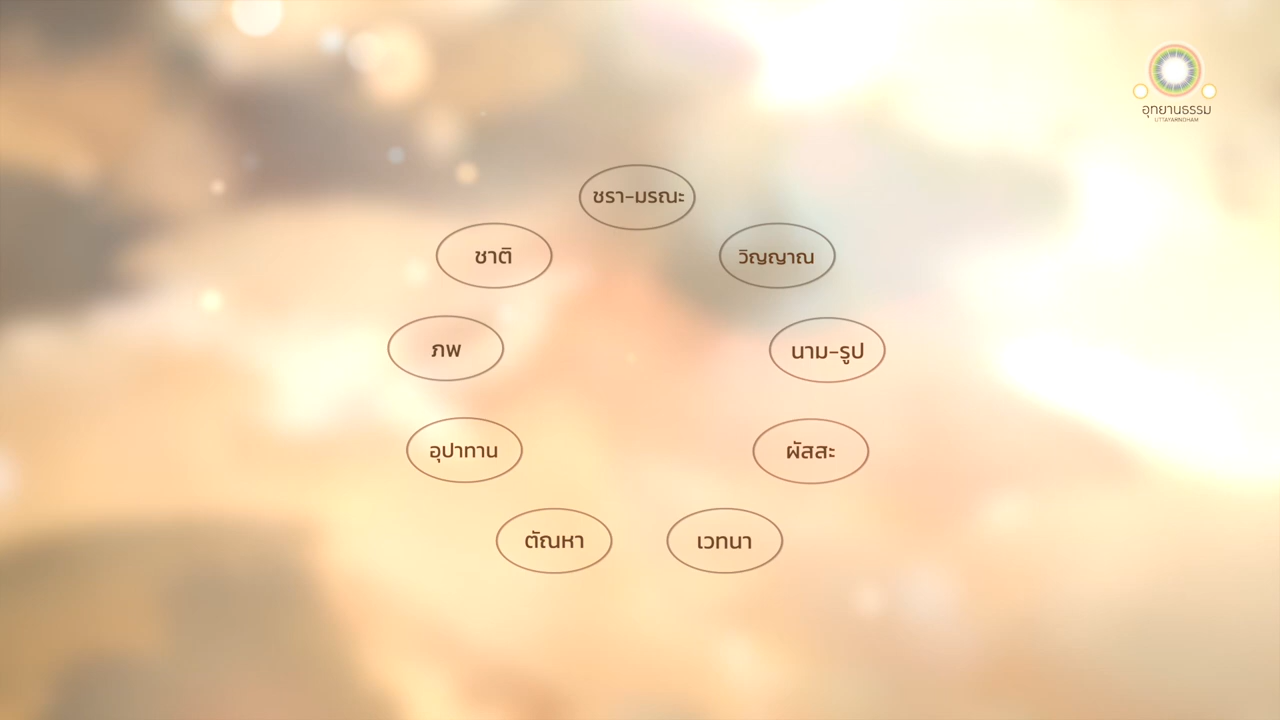 อุทยานธรรม
UTTAYARNDHAM
ชรา-มรณะ
ชาติ
วิญญาณ
ภพ
นาม-รูป
อุปาทาน
ผัสสะ
ตัณหา
เวทนา